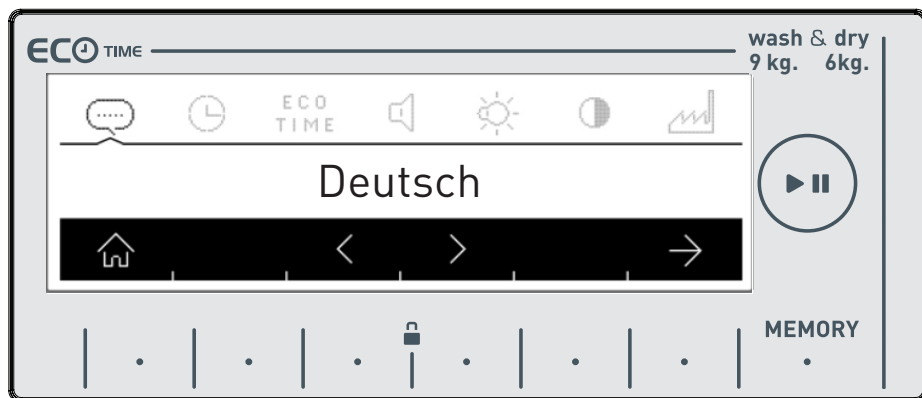 ECO TIME
wash & dry
9 kg. 6kg.
ECO
TIME
Deutsch
MEMORY